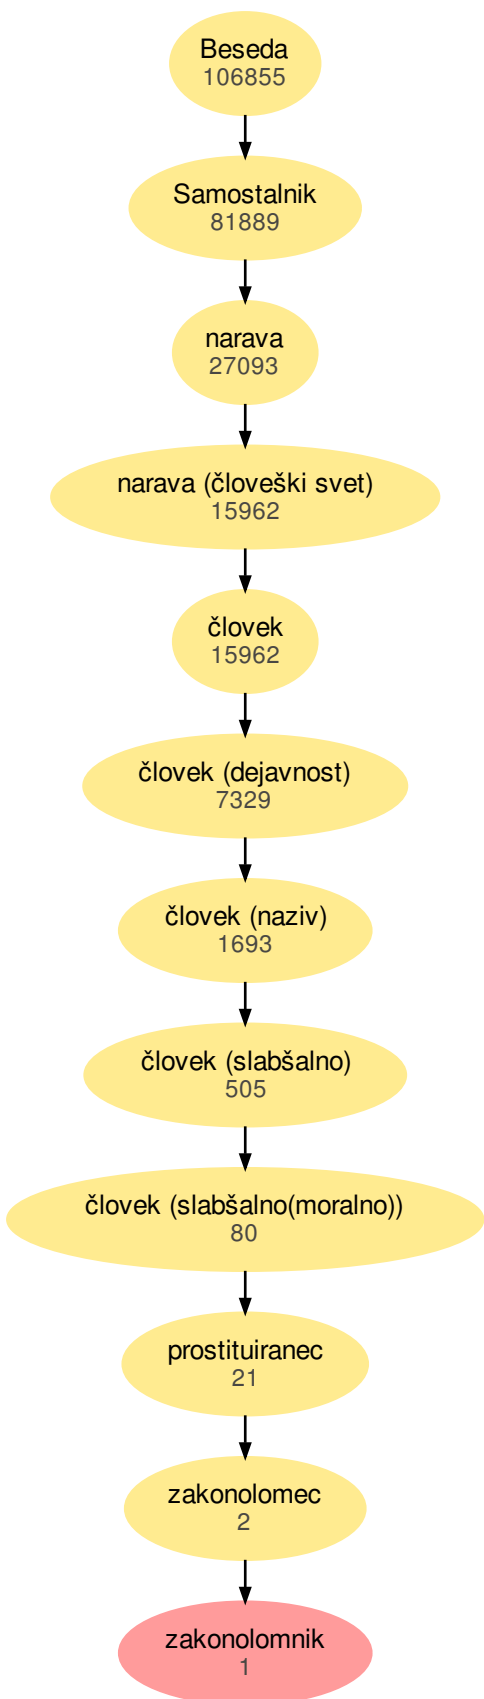 Beseda
106855
Samostalnik
81889
narava
27093
narava (človeški svet)
15962
človek
15962
človek (dejavnost)
7329
človek (naziv)
1693
človek (slabšalno)
505
človek (slabšalno(moralno))
80
prostituiranec
21
zakonolomec
2
zakonolomnik
1